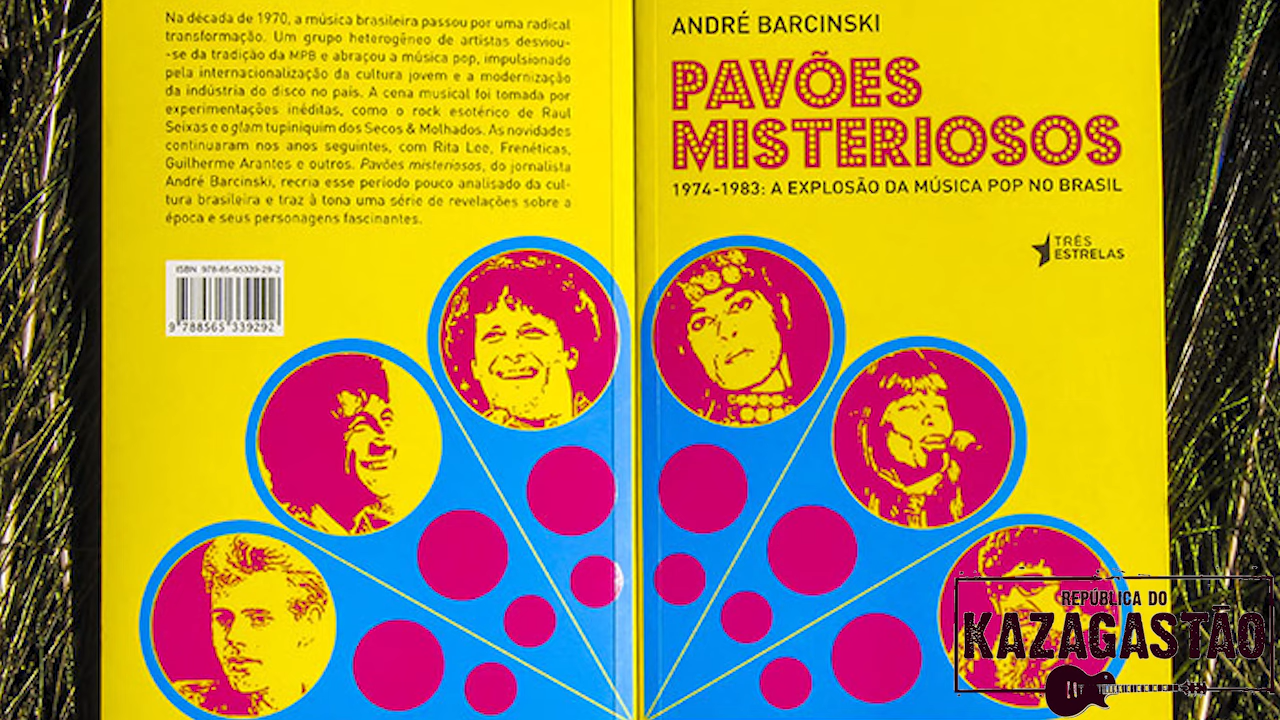 Na década de 1970, a música brasileira passou por uma radical
transformação. Um grupo heterogêneo de artistas desviou-
-se da tradição da MPB e abraçou a música pop, impulsionado
pela internacionalização da cultura jovem e a modernização
da indústria do disco no país. A cena musical foi tomada por
experimentações inéditas, como o rock esotérico de Raul
Seixas e o glam tupiniquim dos Secos & Molhados. As novidades
continuaram nos anos seguintes, com Rita Lee, Frenéticas,
Guilherme Arantes e outros. Pavões misteriosos, do jornalista
André Barcinski, recria esse período pouco analisado da cul-
tura brasileira e traz à tona uma série de revelações sobre a
época e seus personagens fascinantes.
ISBN 978-85-65339-29-2
9 788565 339292
ANDRÉ BARCINSKI
PAVÕES
MISTERIOSOS
1974-1983: A EXPLOSÃO DA MÚSICA POP NO BRASIL
TRÊS
ESTRELAS
REPÚBLICA DO
KAZAGASTÃO